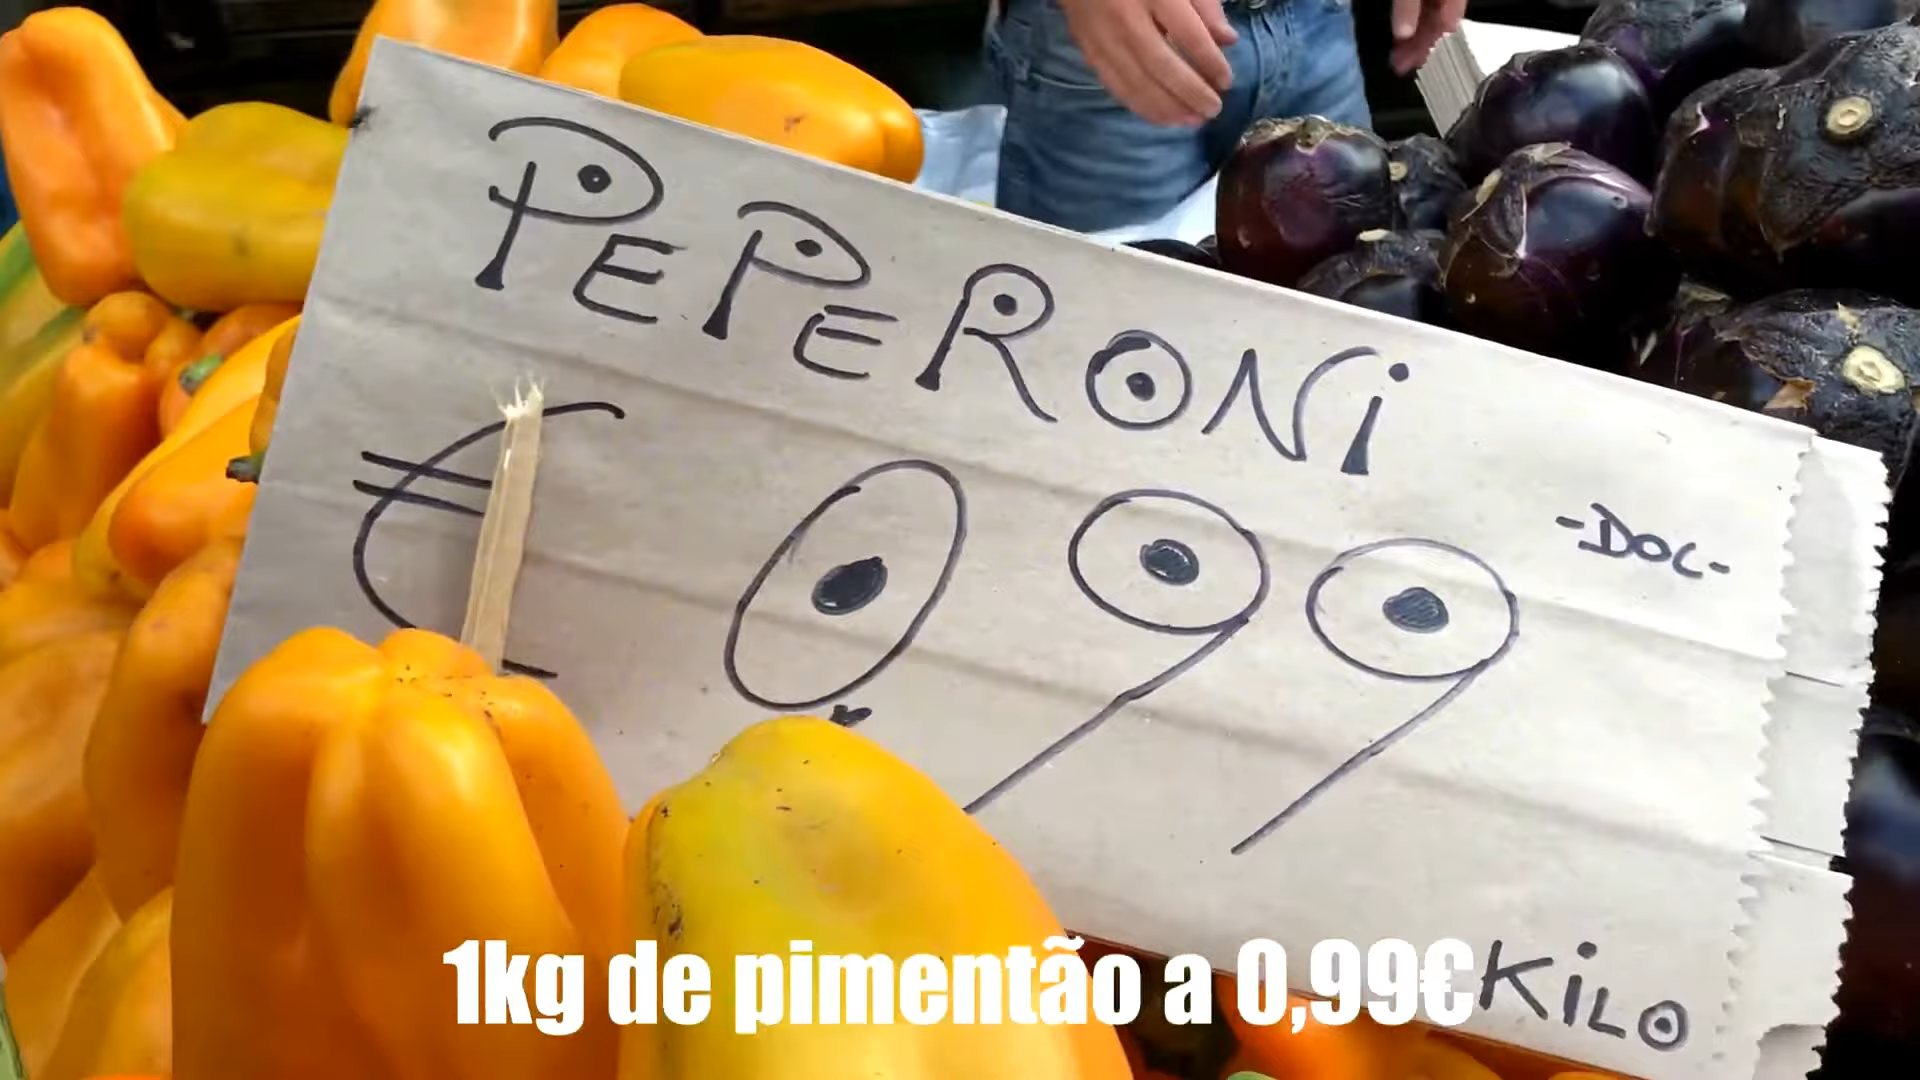 PEPERONi
€ 0,99
-DOC-
KiLO
1kg de pimentão a 0,99€